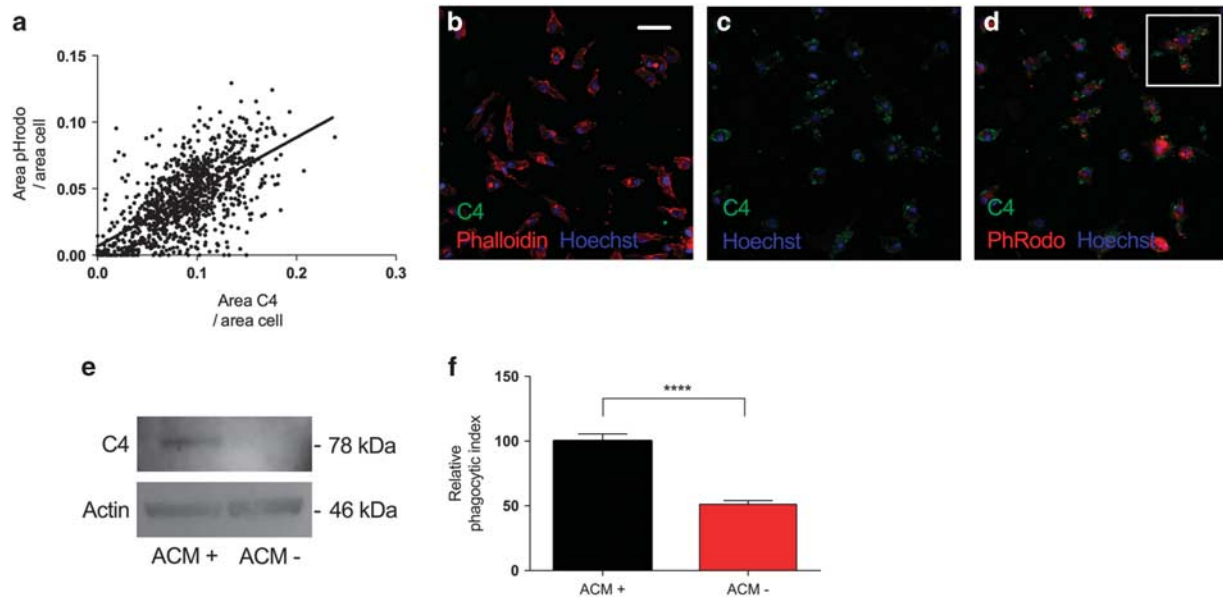 a
0.15
0.10
0.05
0.00
Area pHrodo
/ area cell
0.0 0.1 0.2 0.3
Area C4
/ area cell
b
C4
Phalloidin Hoechst
c
C4
Hoechst
d
C4
PhRodo Hoechst
e
C4 - 78 kDa
Actin - 46 kDa
ACM + ACM -
f
150
100
50
0
Relative
phagocytic index
****
ACM + ACM -